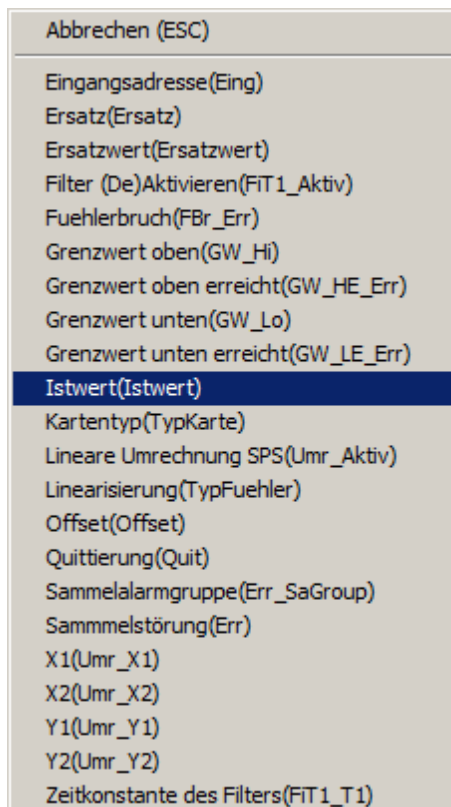 Abbrechen (ESC)
Eingangsadresse(Eing)
Ersatz(Ersatz)
Ersatzwert(Ersatzwert)
Filter (De)Aktivieren(FiT1_Aktiv)
Fuehlerbruch(FBr_Err)
Grenzwert oben(GW_Hi)
Grenzwert oben erreicht(GW_HE_Err)
Grenzwert unten(GW_Lo)
Grenzwert unten erreicht(GW_LE_Err)
Istwert(Istwert)
Kartentyp(TypKarte)
Lineare Umrechnung SPS(Umr_Aktiv)
Linearisierung(TypFuehler)
Offset(Offset)
Quittierung(Quit)
Sammelalarmgruppe(Err_SaGroup)
Sammmelstörung(Err)
X1(Umr_X1)
X2(Umr_X2)
Y1(Umr_Y1)
Y2(Umr_Y2)
Zeitkonstante des Filters(FiT1_T1)